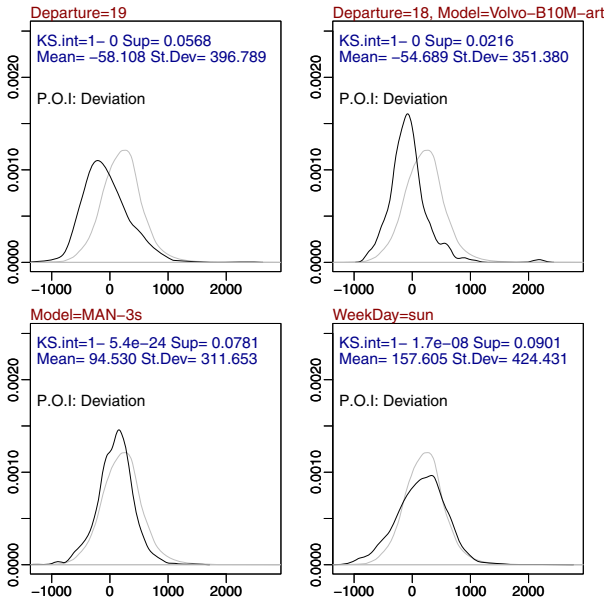 Departure=19
KS.int=1− 0 Sup= 0.0568
Mean= −58.108 St.Dev= 396.789
P.O.I: Deviation
0.0000 0.0010 0.0020
−1000 0 1000 2000
Departure=18, Model=Volvo−B10M−art
KS.int=1− 0 Sup= 0.0216
Mean= −54.689 St.Dev= 351.380
P.O.I: Deviation
0.0000 0.0010 0.0020
−1000 0 1000 2000
Model=MAN−3s
KS.int=1− 5.4e−24 Sup= 0.0781
Mean= 94.530 St.Dev= 311.653
P.O.I: Deviation
0.0000 0.0010 0.0020
−1000 0 1000 2000
WeekDay=sun
KS.int=1− 1.7e−08 Sup= 0.0901
Mean= 157.605 St.Dev= 424.431
P.O.I: Deviation
0.0000 0.0010 0.0020
−1000 0 1000 2000